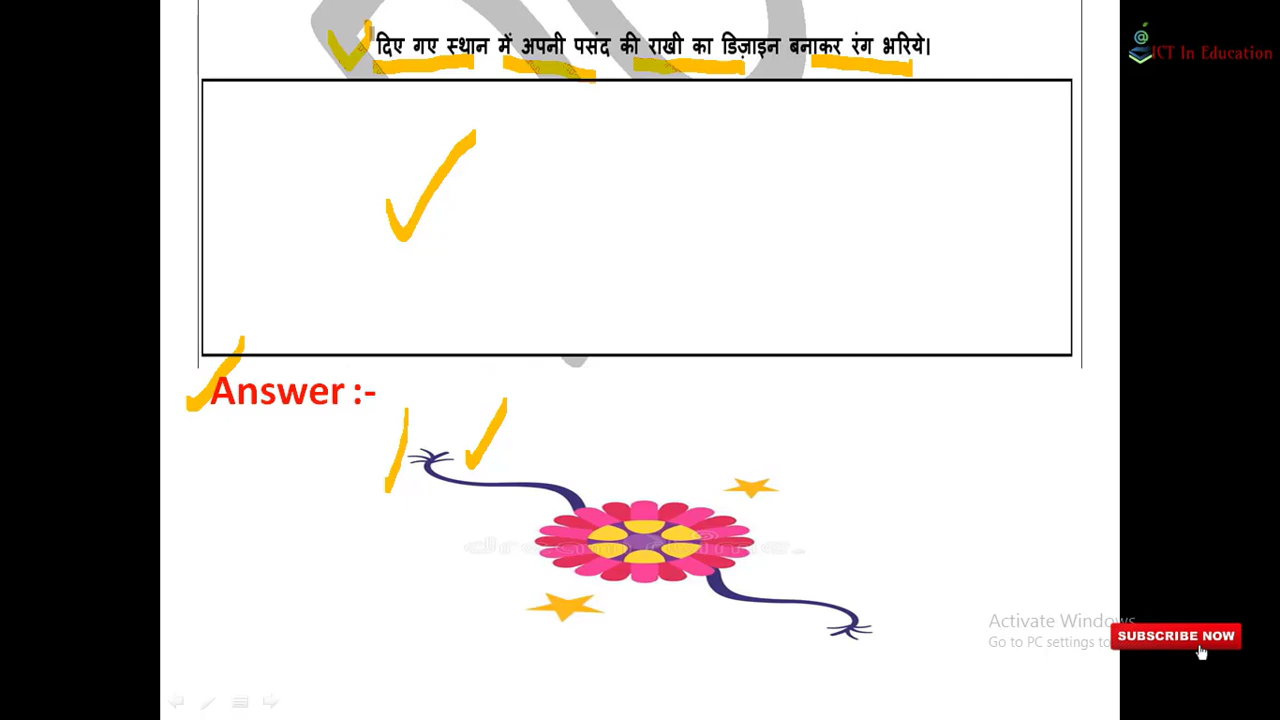 दिए गए स्थान में अपनी पसंद की राखी का डिज़ाइन बनाकर रंग भरिये।
ICT In Education
Answer :-
dreamstime.
Activate Windows
Go to PC settings to
SUBSCRIBE NOW